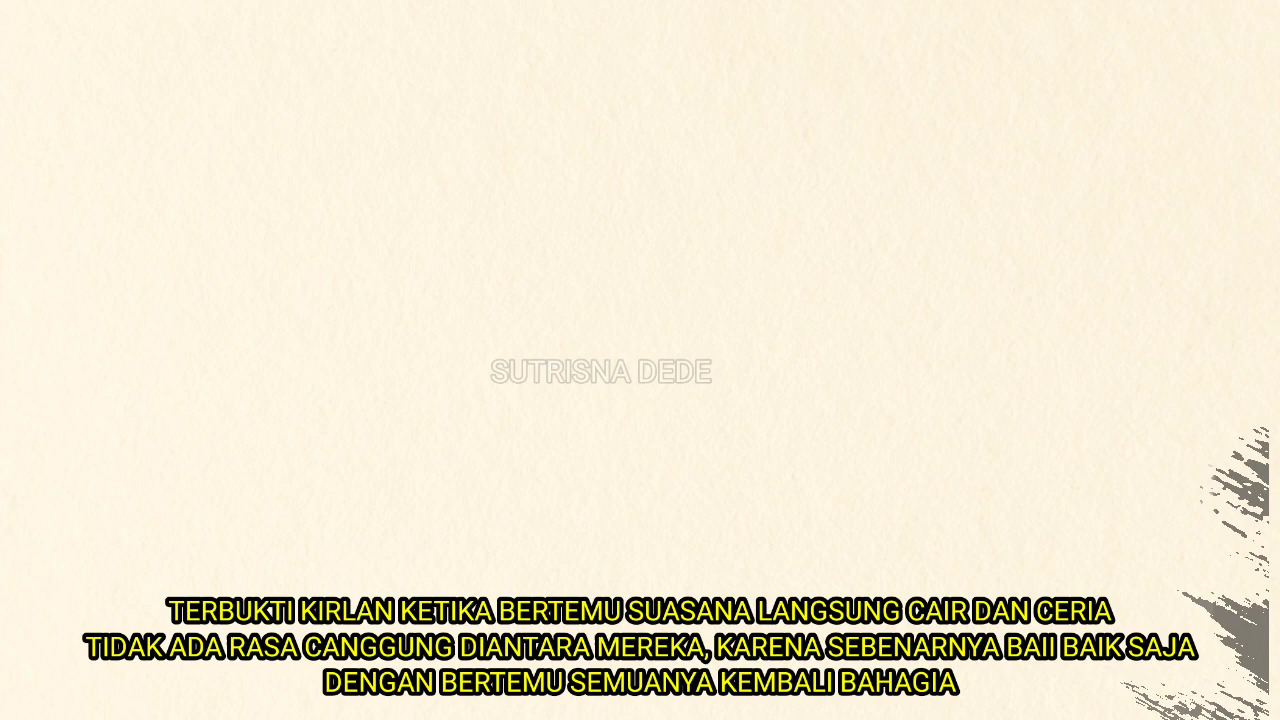 SUTRISNA DEDE
TERBUKTI KIRLAN KETIKA BERTEMU SUASANA LANGSUNG CAIR DAN CERIA
TIDAK ADA RASA CANGGUNG DIANTARA MEREKA, KARENA SEBENARNYA BAII BAIK SAJA
DENGAN BERTEMU SEMUANYA KEMBALI BAHAGIA